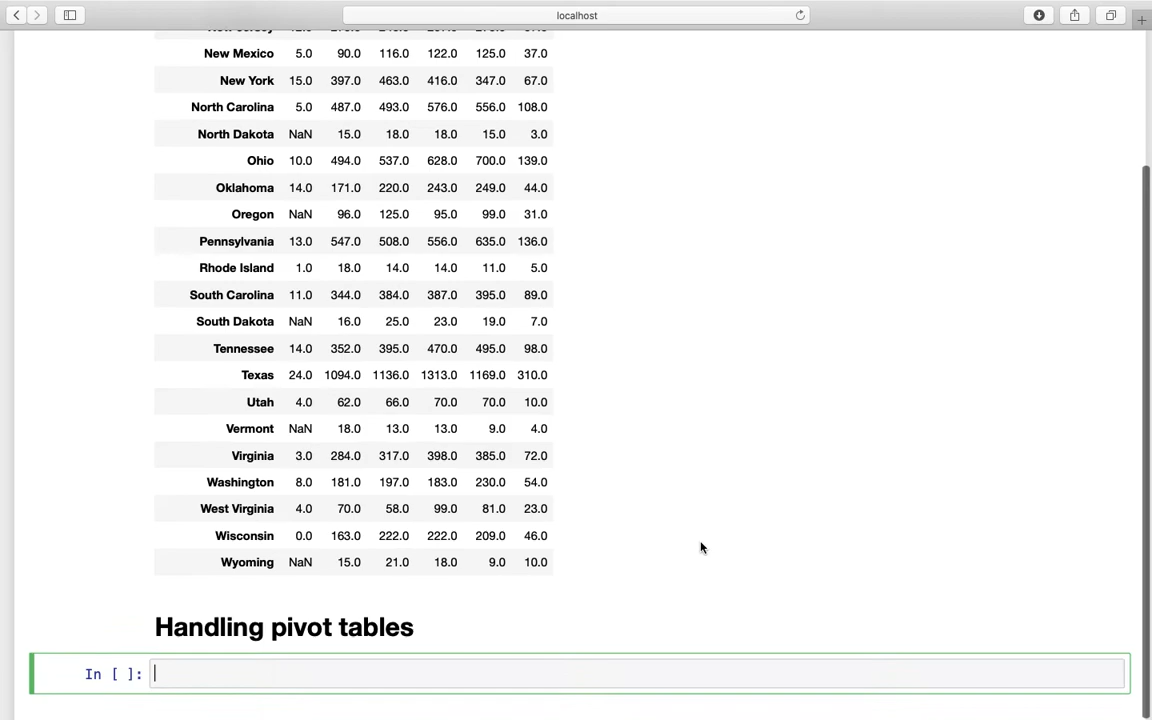 localhost
New Mexico 5.0 90.0 116.0 122.0 125.0 37.0
New York 15.0 397.0 463.0 416.0 347.0 67.0
North Carolina 5.0 487.0 493.0 576.0 556.0 108.0
North Dakota NaN 15.0 18.0 18.0 15.0 3.0
Ohio 10.0 494.0 537.0 628.0 700.0 139.0
Oklahoma 14.0 171.0 220.0 243.0 249.0 44.0
Oregon NaN 96.0 125.0 95.0 99.0 31.0
Pennsylvania 13.0 547.0 508.0 556.0 635.0 136.0
Rhode Island 1.0 18.0 14.0 14.0 11.0 5.0
South Carolina 11.0 344.0 384.0 387.0 395.0 89.0
South Dakota NaN 16.0 25.0 23.0 19.0 7.0
Tennessee 14.0 352.0 395.0 470.0 495.0 98.0
Texas 24.0 1094.0 1136.0 1313.0 1169.0 310.0
Utah 4.0 62.0 66.0 70.0 70.0 10.0
Vermont NaN 18.0 13.0 13.0 9.0 4.0
Virginia 3.0 284.0 317.0 398.0 385.0 72.0
Washington 8.0 181.0 197.0 183.0 230.0 54.0
West Virginia 4.0 70.0 58.0 99.0 81.0 23.0
Wisconsin 0.0 163.0 222.0 222.0 209.0 46.0
Wyoming NaN 15.0 21.0 18.0 9.0 10.0
Handling pivot tables
In [ ]: